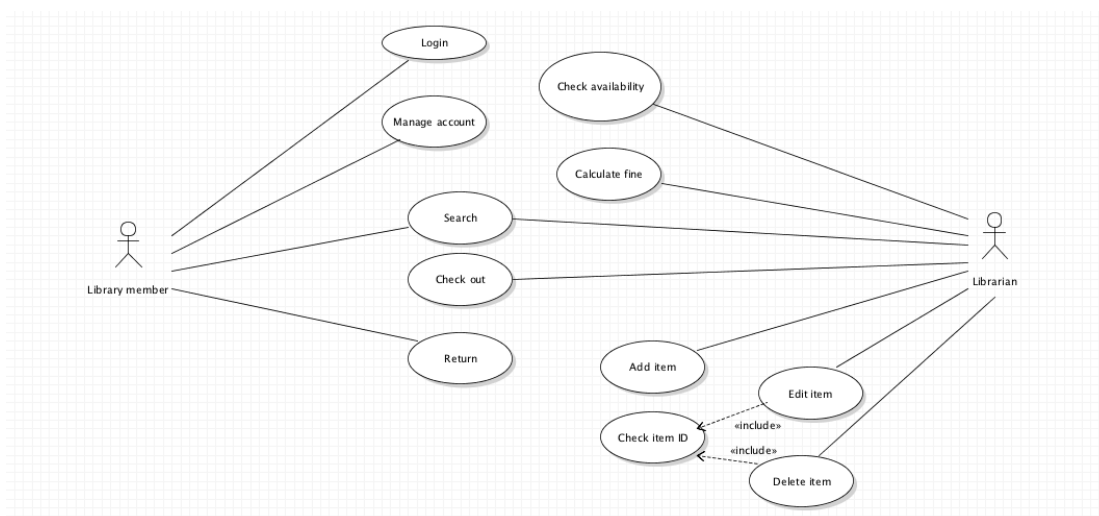 Login
Check availability
Manage account
Calculate fine
Search
Library member
Check out
Librarian
Return
Add item
Edit item
Check item ID
«include»
«include»
Delete item